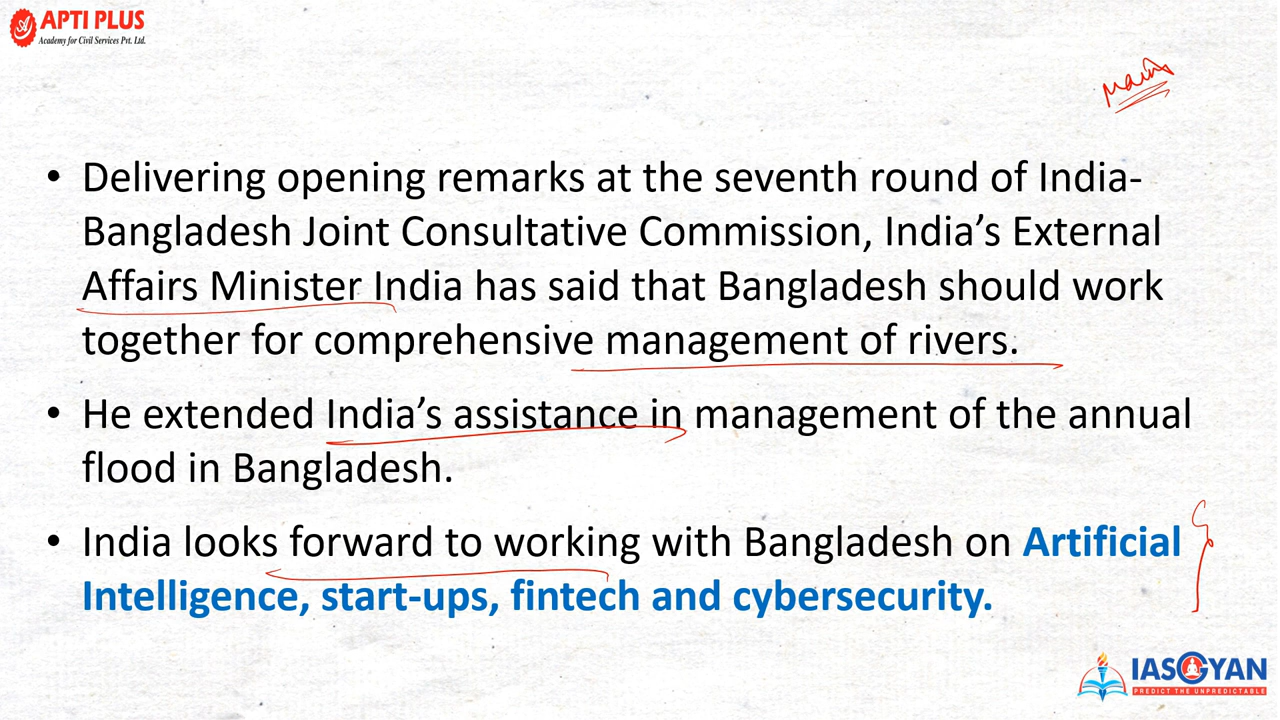 APTI PLUS
Academy for Civil Services Pvt. Ltd.
Mains
• Delivering opening remarks at the seventh round of India-
Bangladesh Joint Consultative Commission, India’s External
Affairs Minister India has said that Bangladesh should work
together for comprehensive management of rivers.
• He extended India’s assistance in management of the annual
flood in Bangladesh.
• India looks forward to working with Bangladesh on Artificial
Intelligence, start-ups, fintech and cybersecurity.
IASGYAN
PREDICT THE UNPREDICTABLE